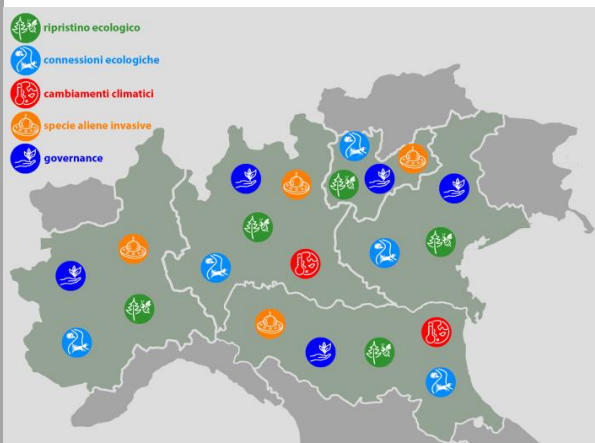 ripristino ecologico
connessioni ecologiche
cambiamenti climatici
specie aliene invasive
governance